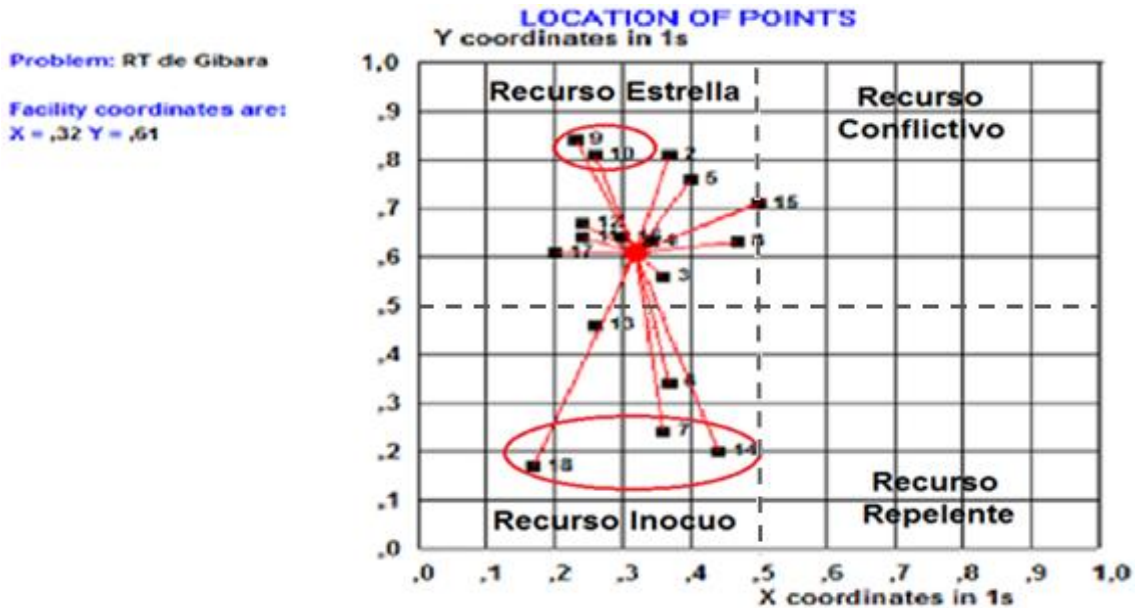 LOCATION OF POINTS
Y coordinates in 1s
Problem: RT de Gibara
Facility coordinates are:
X = ,32 Y = ,61
1,0
,9
,8
,7
,6
,5
,4
,3
,2
,1
,0
Recurso Estrella
Recurso
Conflictivo
9
10
2
5
15
12
17
3
13
7
14
18
Recurso Inocuo
Recurso
Repelente
,0
,1
,2
,3
,4
,5
,6
,7
,8
,9
1,0
X coordinates in 1s